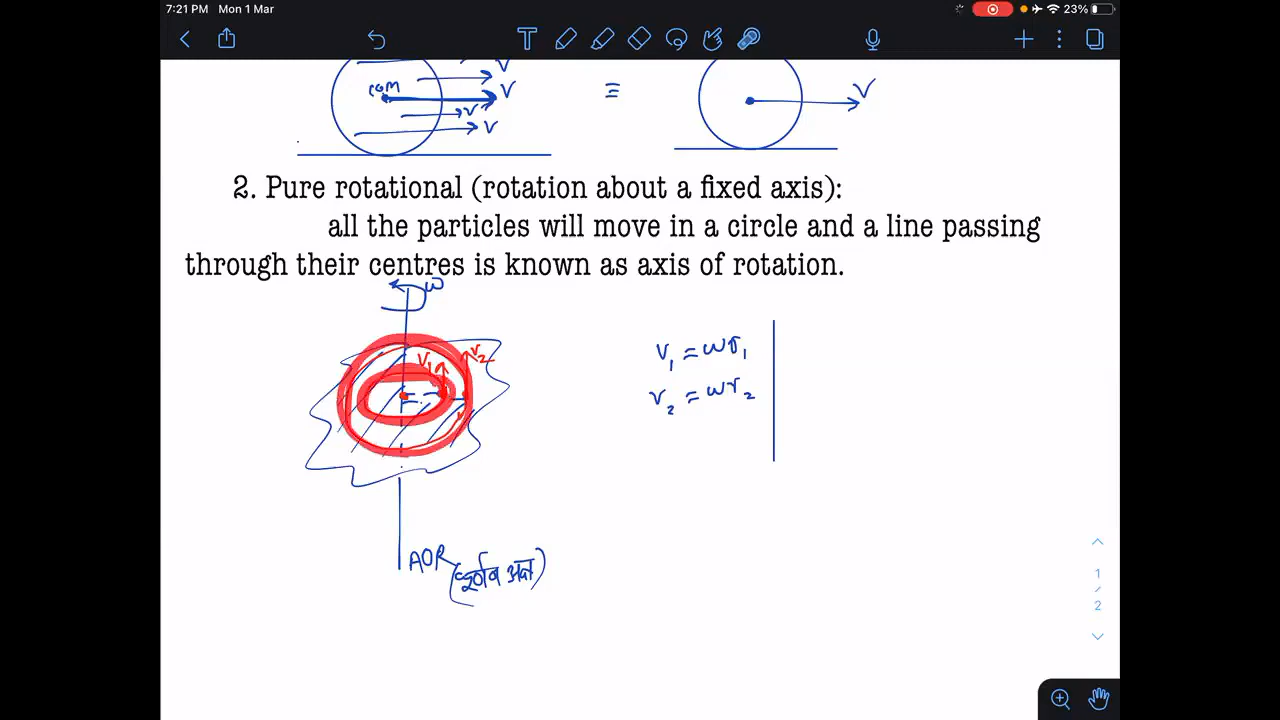 7:21 PM Mon 1 Mar
23%
T
V
com
V
V
V
≡
V
2. Pure rotational (rotation about a fixed axis):
all the particles will move in a circle and a line passing
through their centres is known as axis of rotation.
ω
V₁
V₂
V₁ = ωr₁
V₂ = ωr₂
AOR
1
/
2